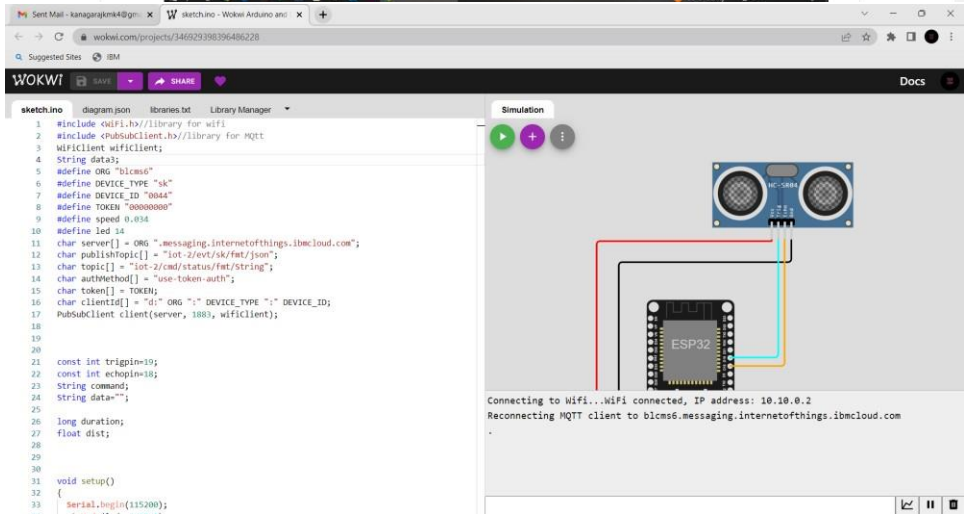 Sent Mail - kanagarajkmk4@gm
sketch.ino - Wokwi Arduino and
wokwi.com/projects/346929398396486228
Suggested Sites
IBM
WOKWi
SAVE
SHARE
Docs
sketch.ino
diagram.json
libraries.txt
Library Manager
Simulation
1 #include <WiFi.h>//library for wifi
2 #include <PubSubClient.h>//library for MQtt
3 WiFiClient wifiClient;
4 String data3;
5 #define ORG "blcms6"
6 #define DEVICE_TYPE "sk"
7 #define DEVICE_ID "0044"
8 #define TOKEN "00000000"
9 #define speed 0.034
10 #define led 14
11 char server[] = ORG ".messaging.internetofthings.ibmcloud.com";
12 char publishTopic[] = "iot-2/evt/sk/fmt/json";
13 char topic[] = "iot-2/cmd/status/fmt/String";
14 char authMethod[] = "use-token-auth";
15 char token[] = TOKEN;
16 char clientId[] = "d:" ORG ":" DEVICE_TYPE ":" DEVICE_ID;
17 PubSubClient client(server, 1883, wifiClient);
18
19
20
21 const int trigpin=19;
22 const int echopin=18;
23 String command;
24 String data="";
25
26 long duration;
27 float dist;
28
29
30
31 void setup()
32 {
33 Serial.begin(115200);
HC-SR04
ESP32
Connecting to Wifi...WiFi connected, IP address: 10.10.0.2
Reconnecting MQTT client to blcms6.messaging.internetofthings.ibmcloud.com
.